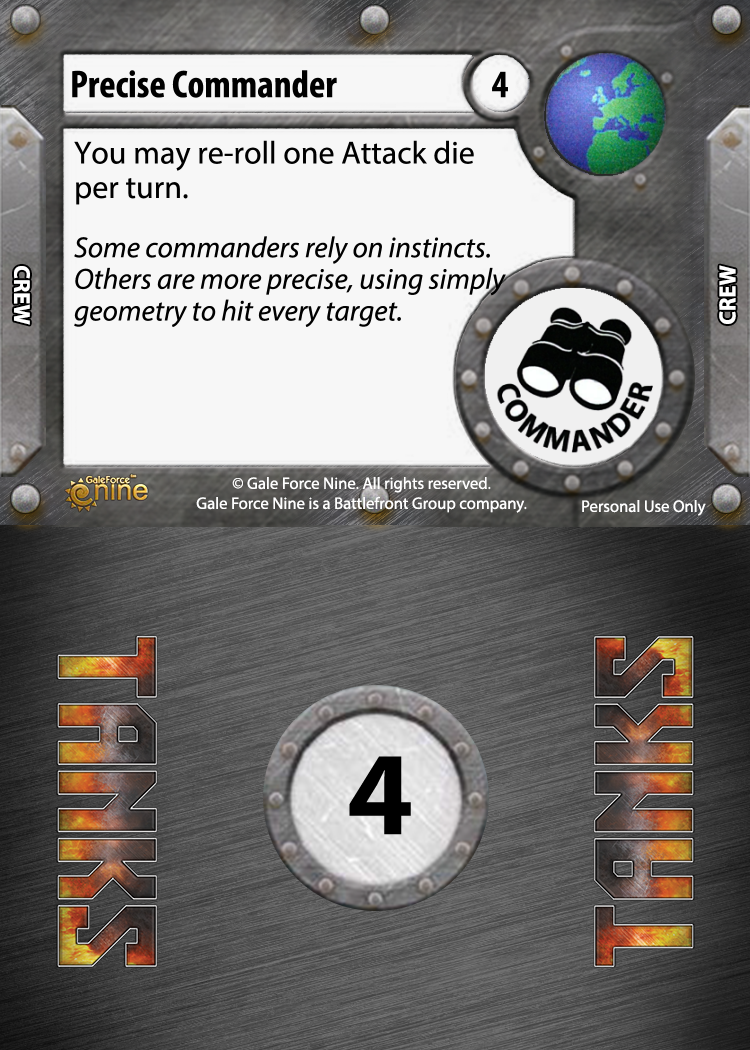 Precise Commander
4
You may re-roll one Attack die
per turn.
Some commanders rely on instincts.
Others are more precise, using simply
geometry to hit every target.
CREW
CREW
COMMANDER
GaleForce™
nine
© Gale Force Nine. All rights reserved.
Gale Force Nine is a Battlefront Group company.
Personal Use Only
TANKS
4
TANKS